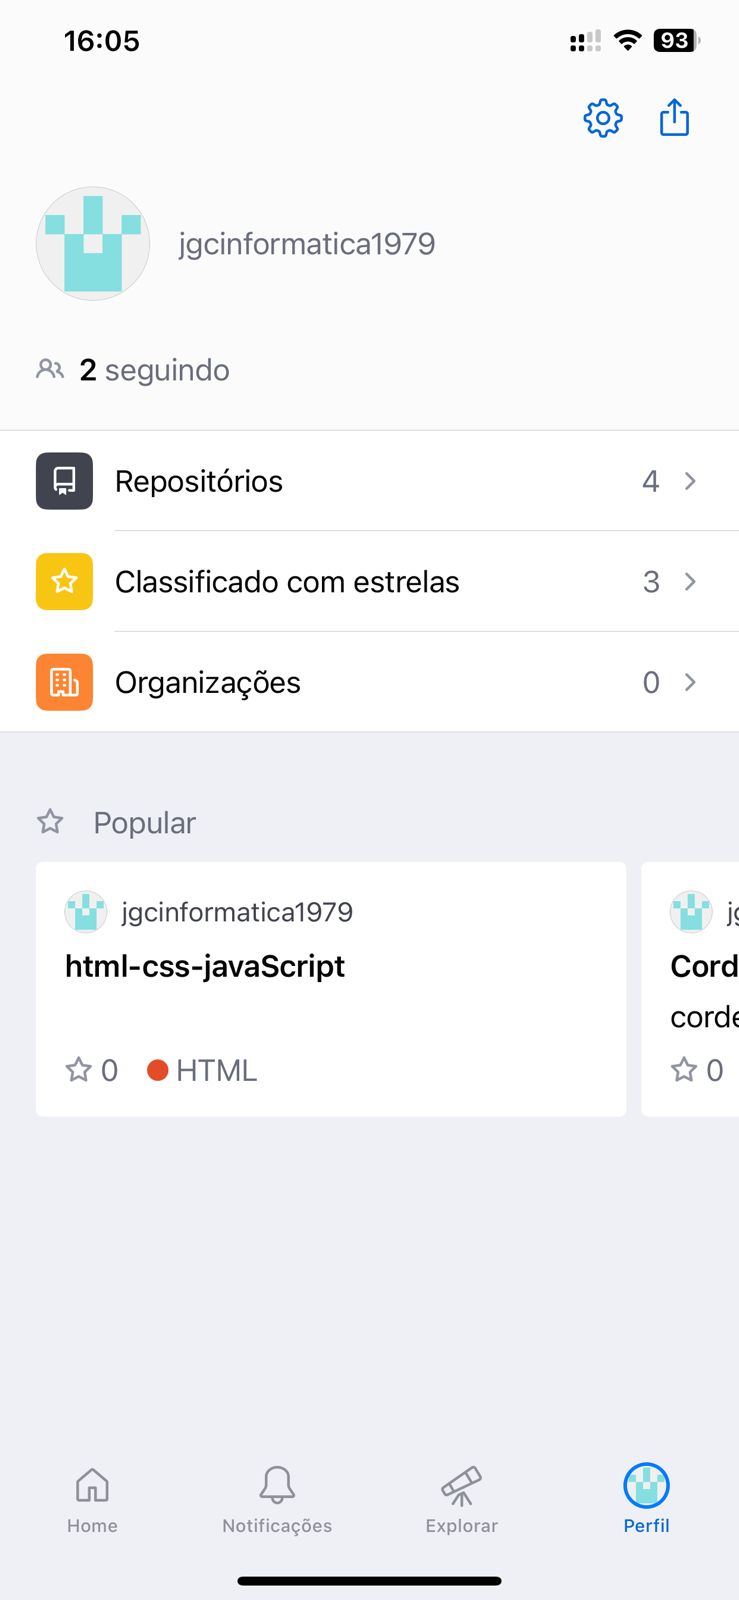 16:05
93
jgcinformatica1979
2 seguindo
Repositórios 4
Classificado com estrelas 3
Organizações 0
Popular
jgcinformatica1979
html-css-javaScript
0 HTML
Cord
corde
0
Home
Notificações
Explorar
Perfil